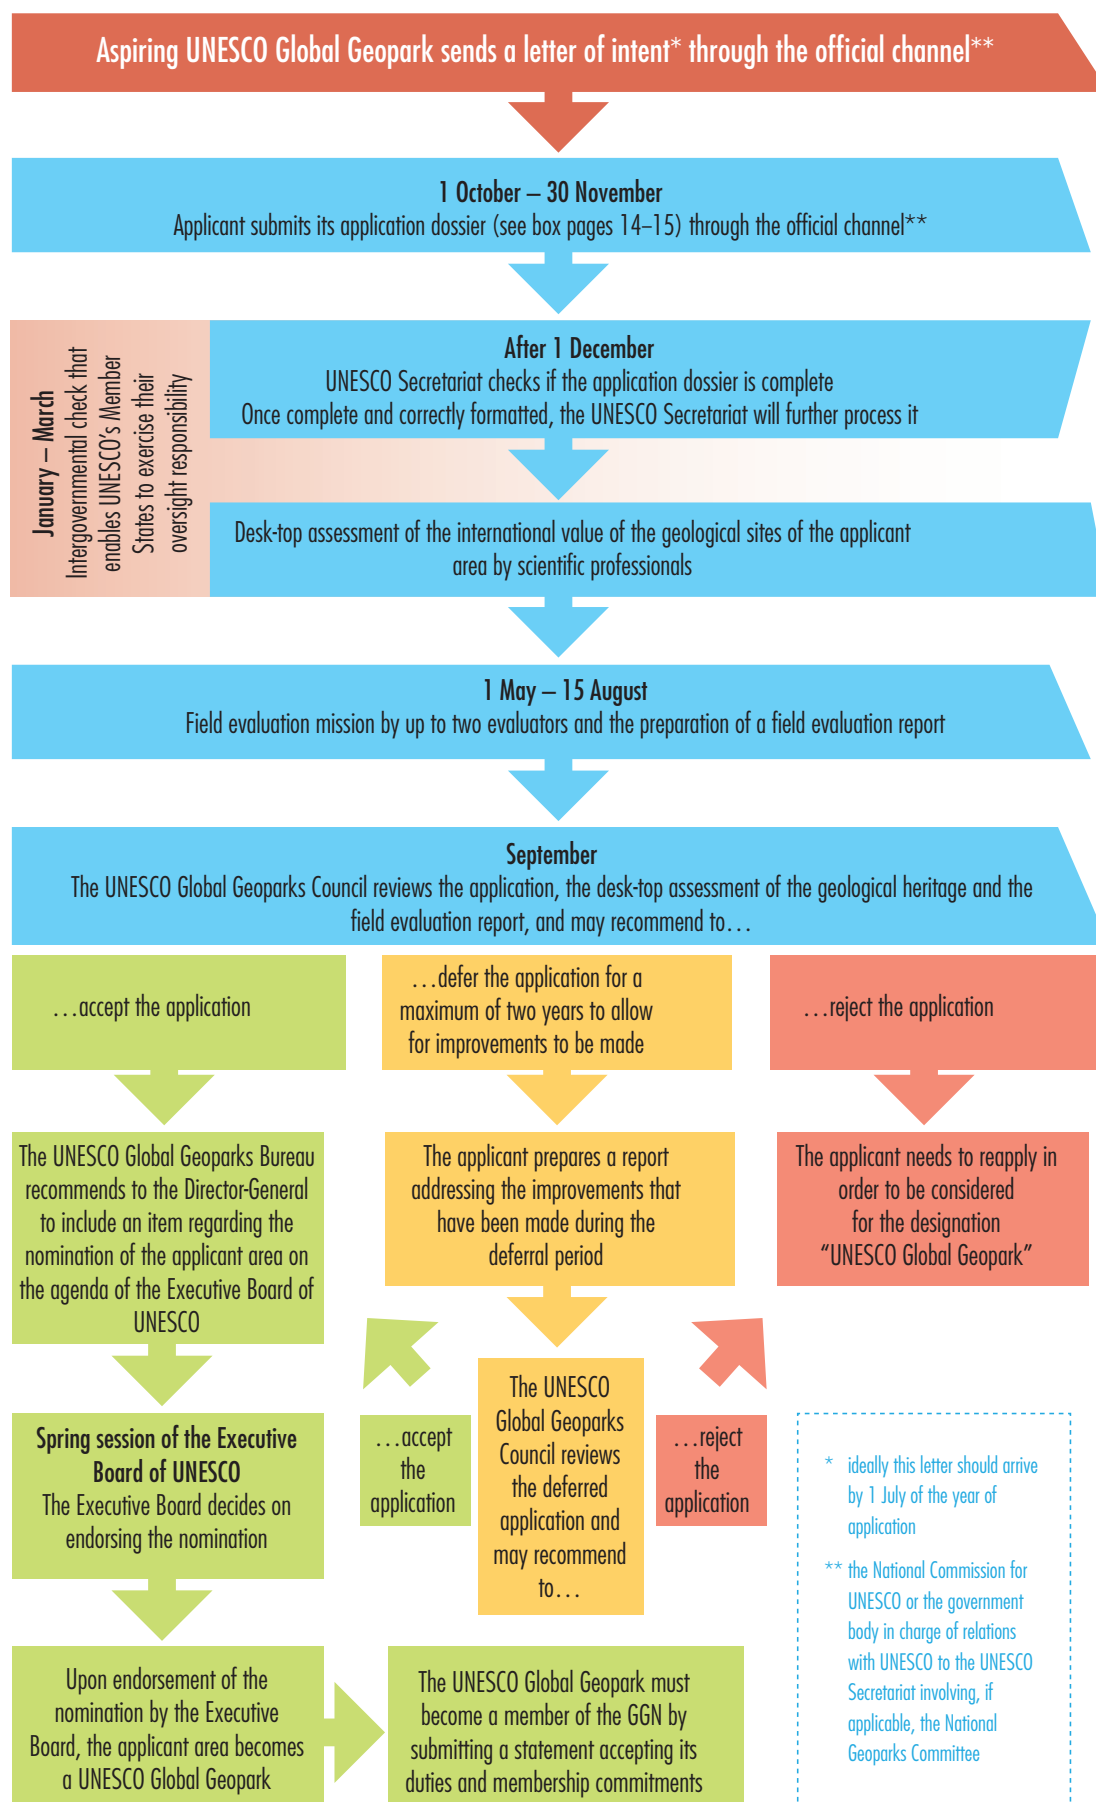 Aspiring UNESCO Global Geopark sends a letter of intent* through the official channel**
1 October – 30 November
Applicant submits its application dossier (see box pages 14–15) through the official channel**
January – March
Intergovernmental check that
enables UNESCO's Member
States to exercise their
oversight responsibility
After 1 December
UNESCO Secretariat checks if the application dossier is complete
Once complete and correctly formatted, the UNESCO Secretariat will further process it
Desk-top assessment of the international value of the geological sites of the applicant
area by scientific professionals
1 May – 15 August
Field evaluation mission by up to two evaluators and the preparation of a field evaluation report
September
The UNESCO Global Geoparks Council reviews the application, the desk-top assessment of the geological heritage and the
field evaluation report, and may recommend to…
…accept the application
…defer the application for a
maximum of two years to allow
for improvements to be made
…reject the application
The UNESCO Global Geoparks Bureau
recommends to the Director-General
to include an item regarding the
nomination of the applicant area on
the agenda of the Executive Board of
UNESCO
The applicant prepares a report
addressing the improvements that
have been made during the
deferral period
The applicant needs to reapply in
order to be considered
for the designation
“UNESCO Global Geopark”
Spring session of the Executive
Board of UNESCO
The Executive Board decides on
endorsing the nomination
…accept
the
application
The UNESCO
Global Geoparks
Council reviews
the deferred
application and
may recommend
to…
…reject
the
application
Upon endorsement of the
nomination by the Executive
Board, the applicant area becomes
a UNESCO Global Geopark
The UNESCO Global Geopark must
become a member of the GGN by
submitting a statement accepting its
duties and membership commitments
* ideally this letter should arrive
by 1 July of the year of
application
** the National Commission for
UNESCO or the government
body in charge of relations
with UNESCO to the UNESCO
Secretariat involving, if
applicable, the National
Geoparks Committee